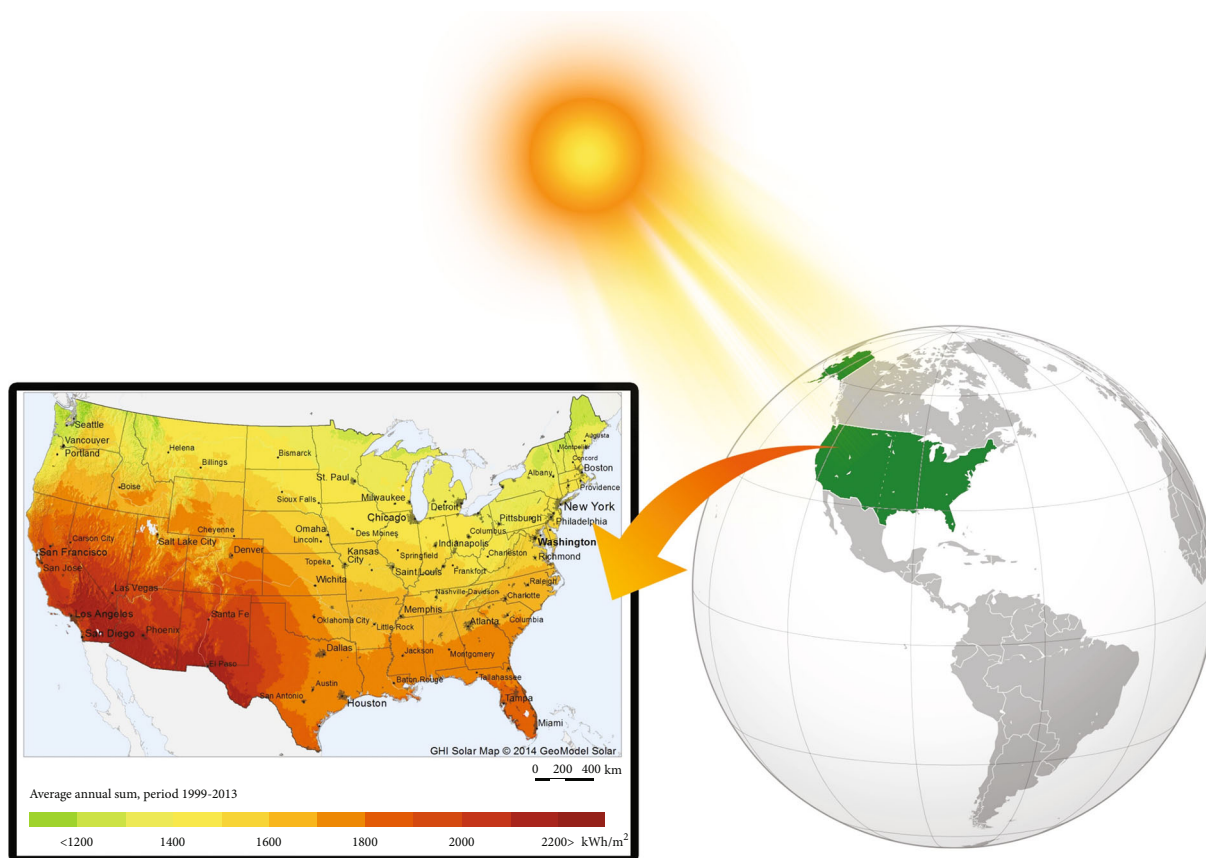 Seattle
Vancouver
Portland
Helena
Billings
Bismarck
St. Paul
Augusta
Montpelier
Concord
Albany
Boston
Providence
Boise
Sioux Falls
Milwaukee
Detroit
New York
Chicago
Pittsburgh
Philadelphia
Cheyenne
Omaha
Des Moines
Columbus
Carson City
Salt Lake City
Lincoln
Indianapolis
Washington
San Francisco
Denver
Kansas
City
Springfield
Charleston
Richmond
San José
Topeka
Saint Louis
Frankfort
Las Vegas
Wichita
Raleigh
Nashville-Davidson
Charlotte
Los Angeles
Santa Fe
Oklahoma City
Memphis
Little Rock
Atlanta
Columbia
San Diego
Phoenix
Dallas
Jackson
Montgomery
El Paso
Tallahassee
Austin
Baton Rouge
San Antonio
Houston
Tampa
Miami
GHI Solar Map © 2014 GeoModel Solar
0 200 400 km
Average annual sum, period 1999-2013
<1200 1400 1600 1800 2000 2200> kWh/m²